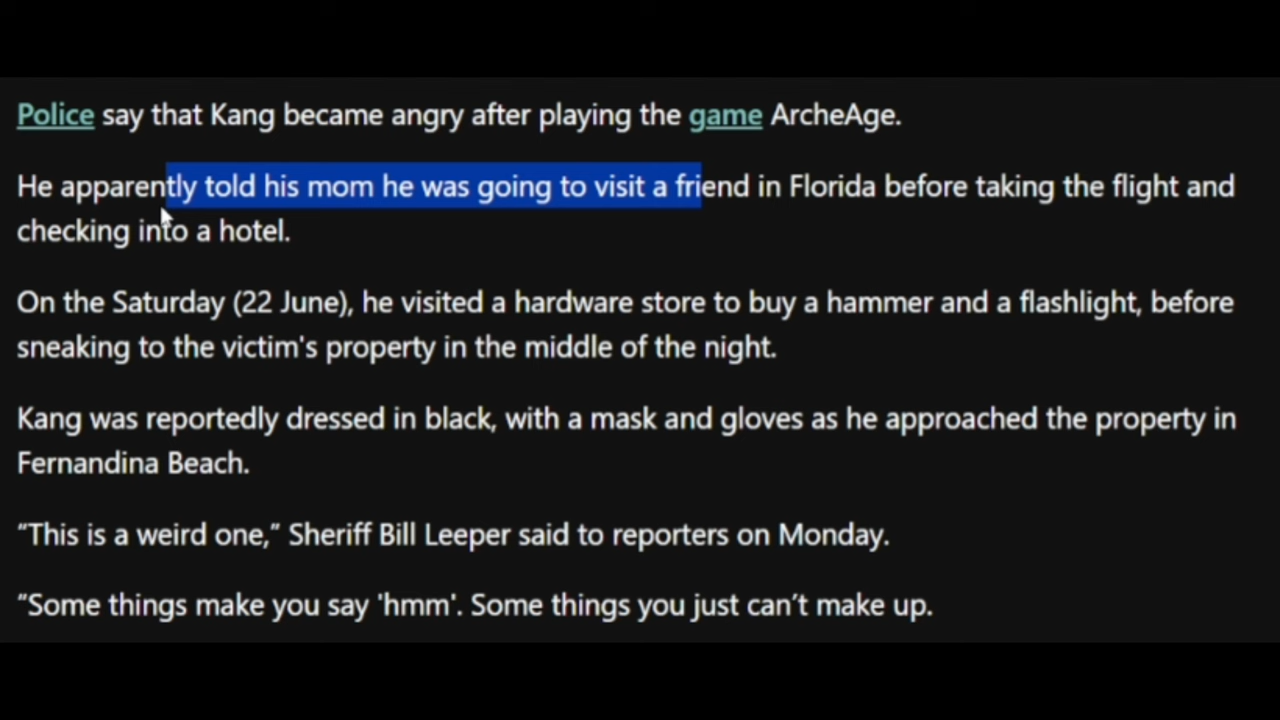 Police say that Kang became angry after playing the game ArcheAge.
He apparently told his mom he was going to visit a friend in Florida before taking the flight and
checking into a hotel.
On the Saturday (22 June), he visited a hardware store to buy a hammer and a flashlight, before
sneaking to the victim's property in the middle of the night.
Kang was reportedly dressed in black, with a mask and gloves as he approached the property in
Fernandina Beach.
“This is a weird one,” Sheriff Bill Leeper said to reporters on Monday.
“Some things make you say 'hmm'. Some things you just can’t make up.